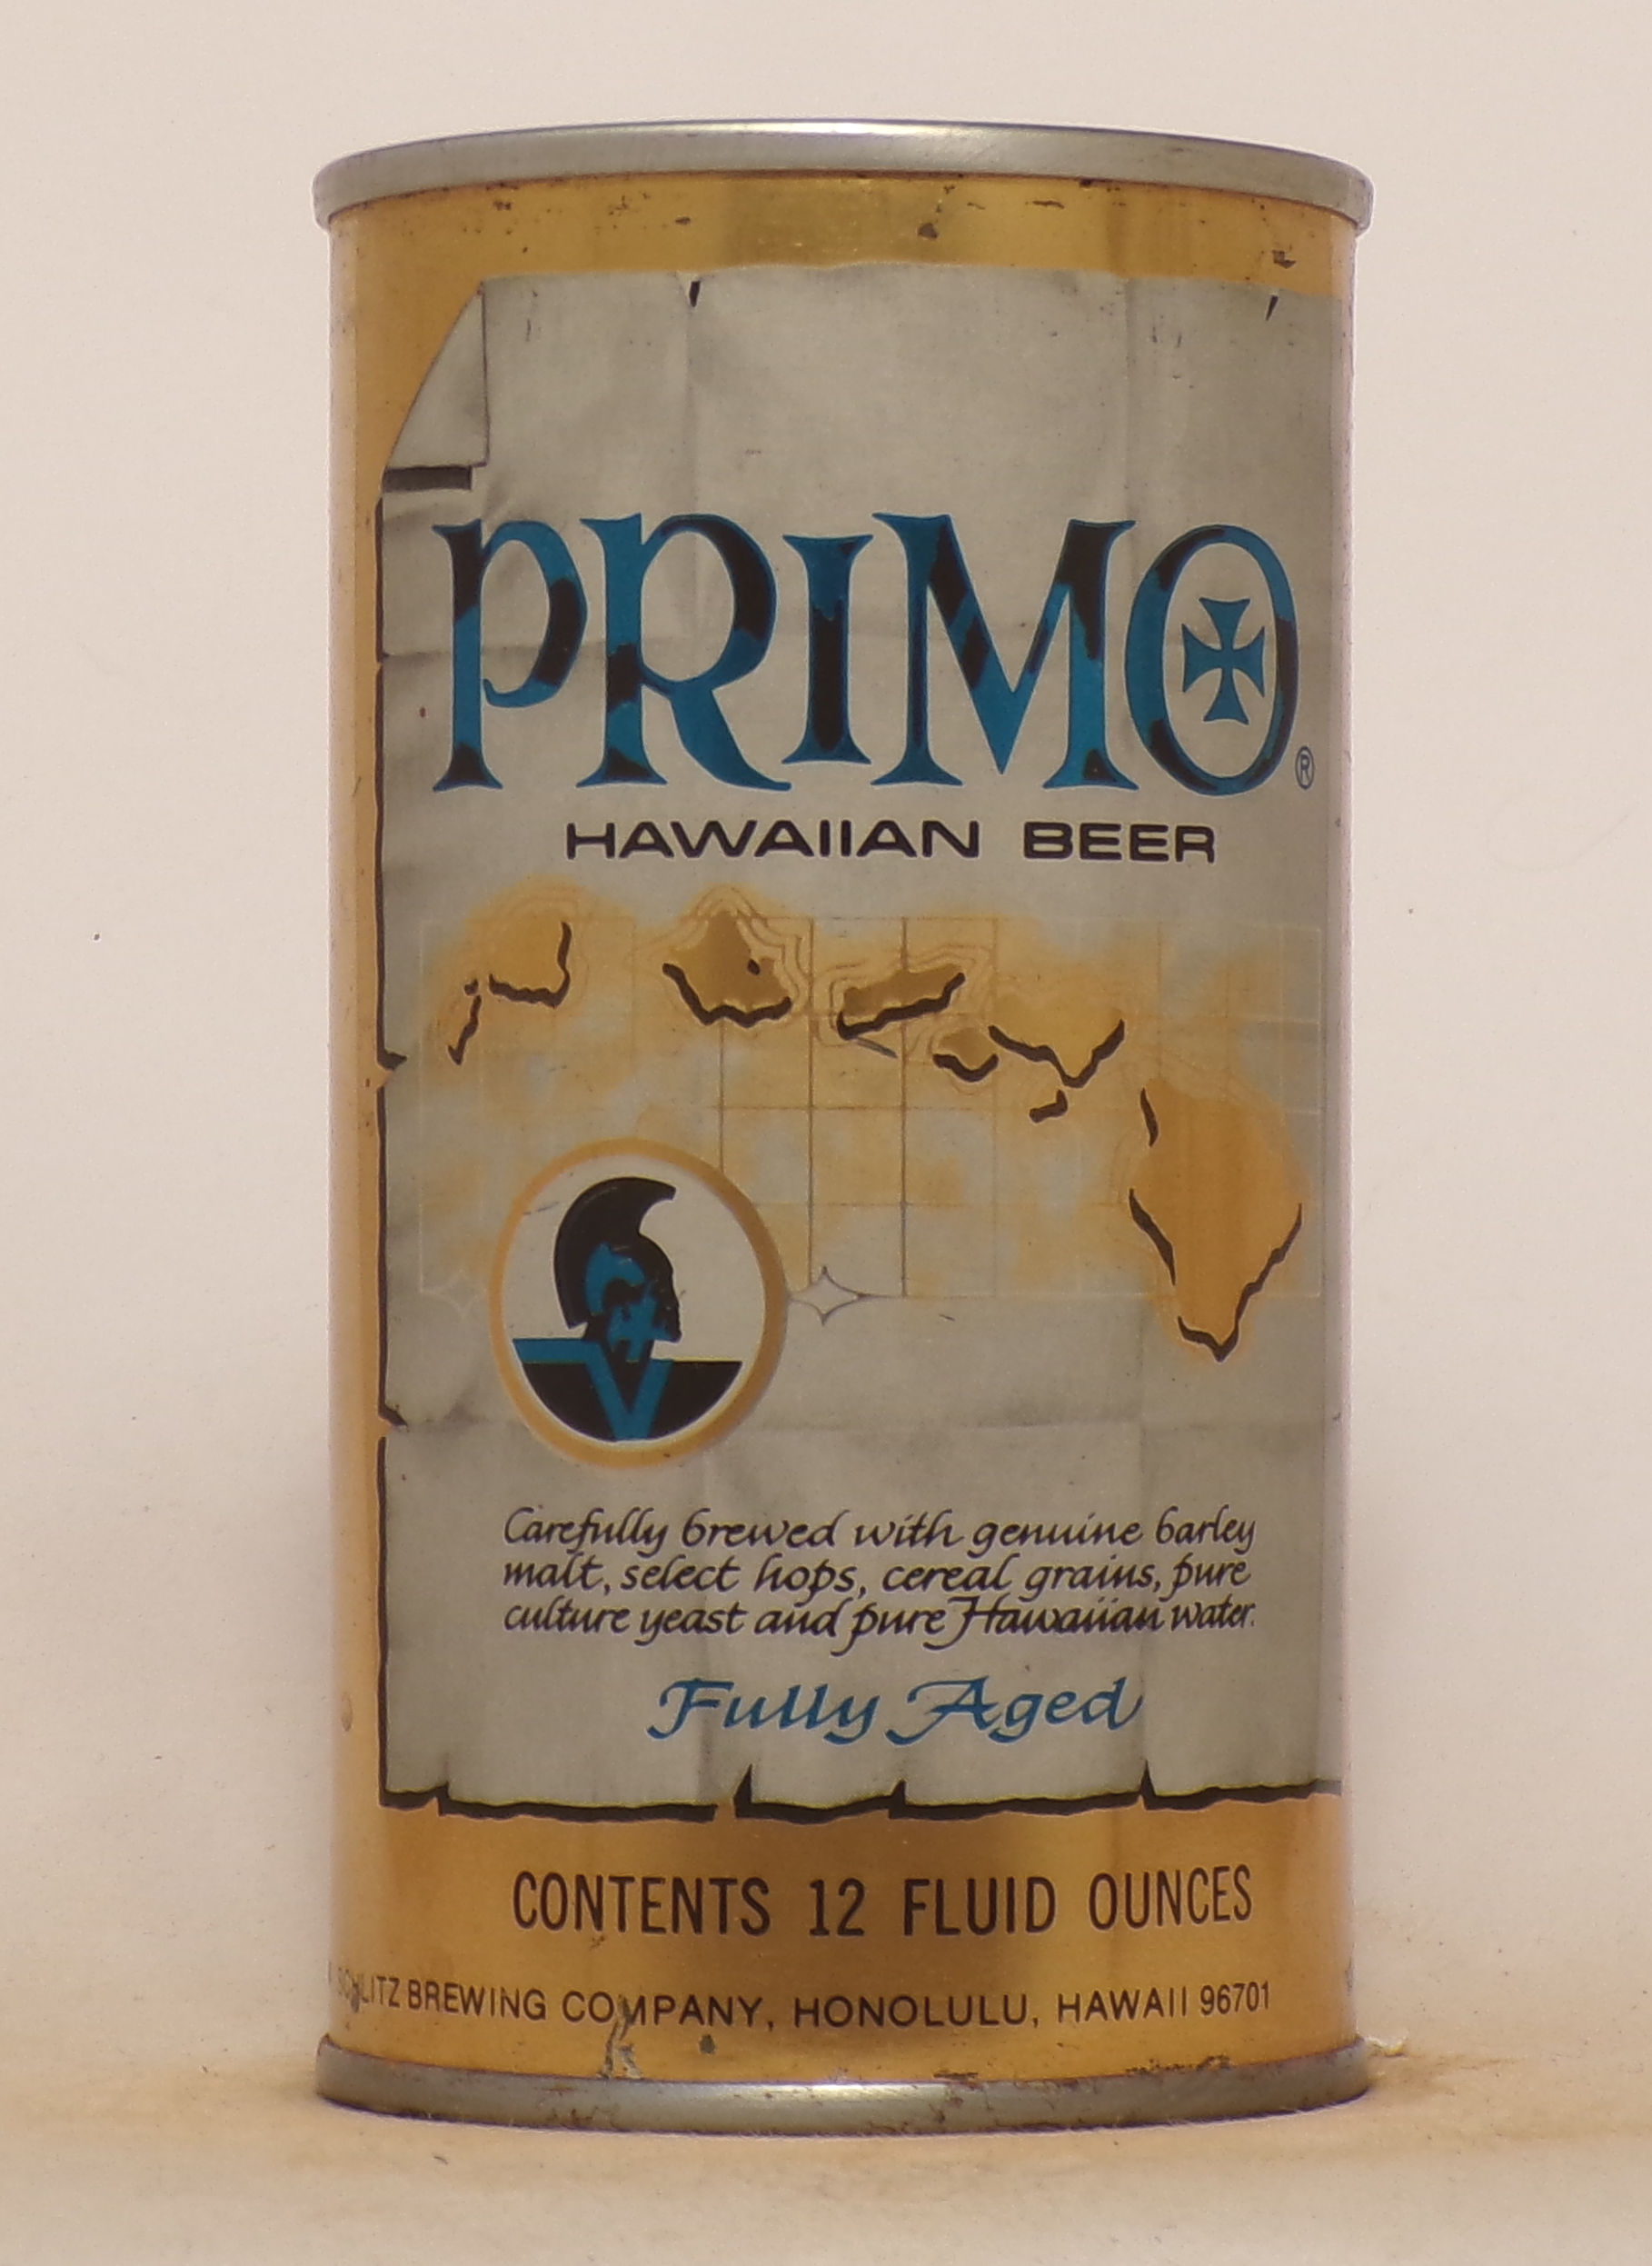 PRIMO®
HAWAIIAN BEER
Carefully brewed with genuine barley
malt, select hops, cereal grains, pure
culture yeast and pure Hawaiian water.
Fully Aged
CONTENTS 12 FLUID OUNCES
SCHLITZ BREWING COMPANY, HONOLULU, HAWAII 96701